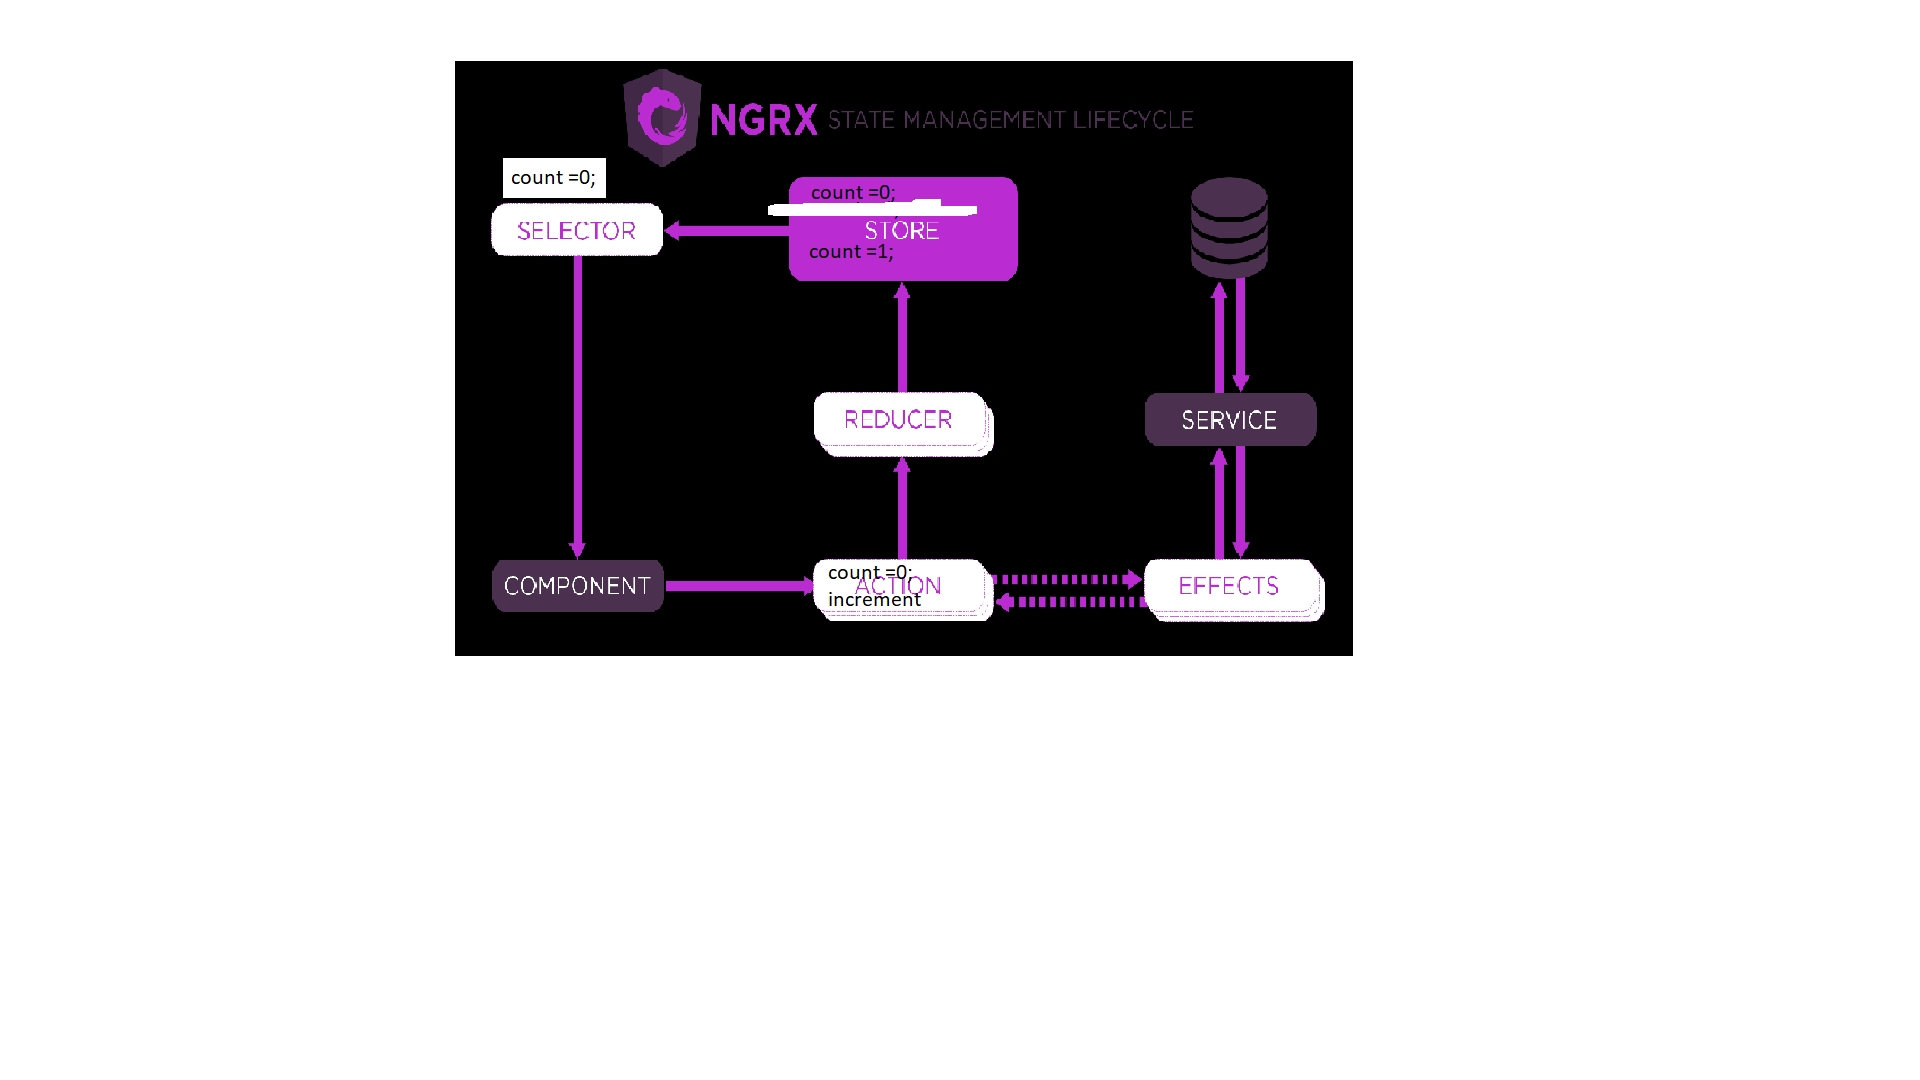 NGRX STATE MANAGEMENT LIFECYCLE
count =0;
SELECTOR
count =0;
STORE
count =1;
REDUCER
SERVICE
COMPONENT
count =0;
ACTION
increment
EFFECTS